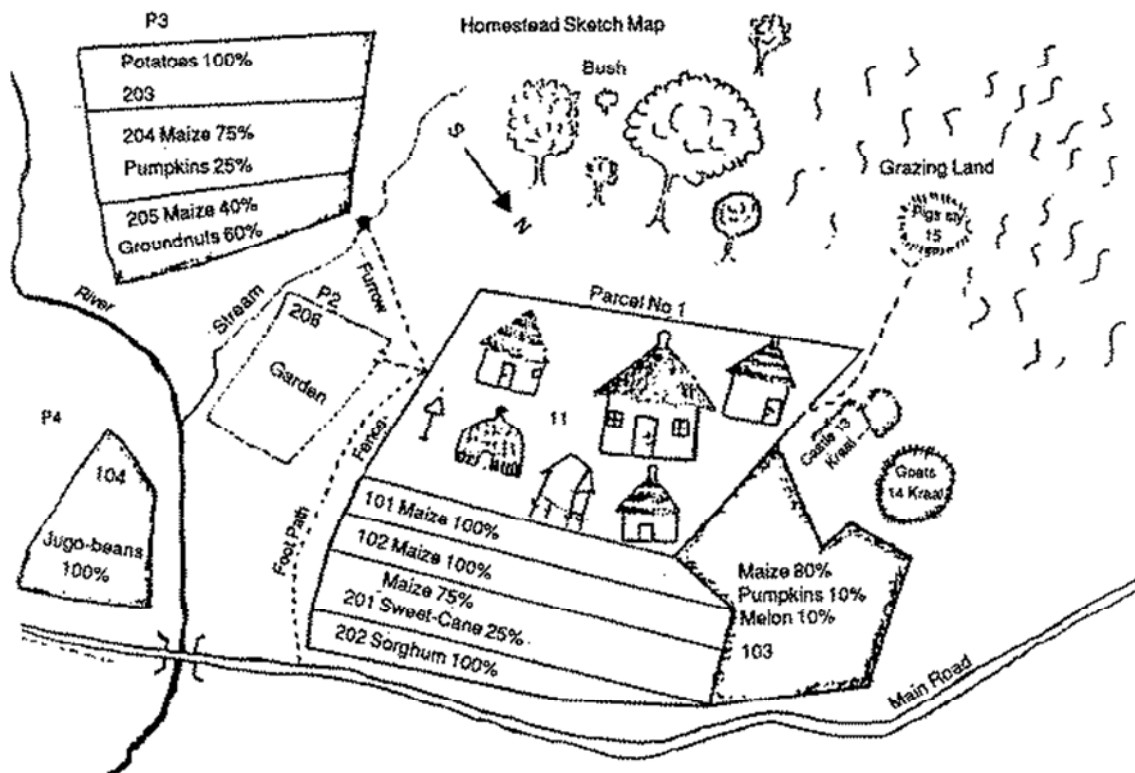 P3
Homestead Sketch Map
Potatoes 100%
203
204 Maize 75%
Pumpkins 25%
205 Maize 40%
Groundnuts 60%
Bush
S
N
Grazing Land
Pigs sty
15
River
Stream
Furrow
P2
206
Garden
Parcel No 1
11
Fence
Foot Path
Castle 13
Kraal
Goats
14 Kraal
P4
104
Jugo-beans
100%
101 Maize 100%
102 Maize 100%
Maize 75%
201 Sweet-Cane 25%
202 Sorghum 100%
Maize 80%
Pumpkins 10%
Melon 10%
103
Main Road